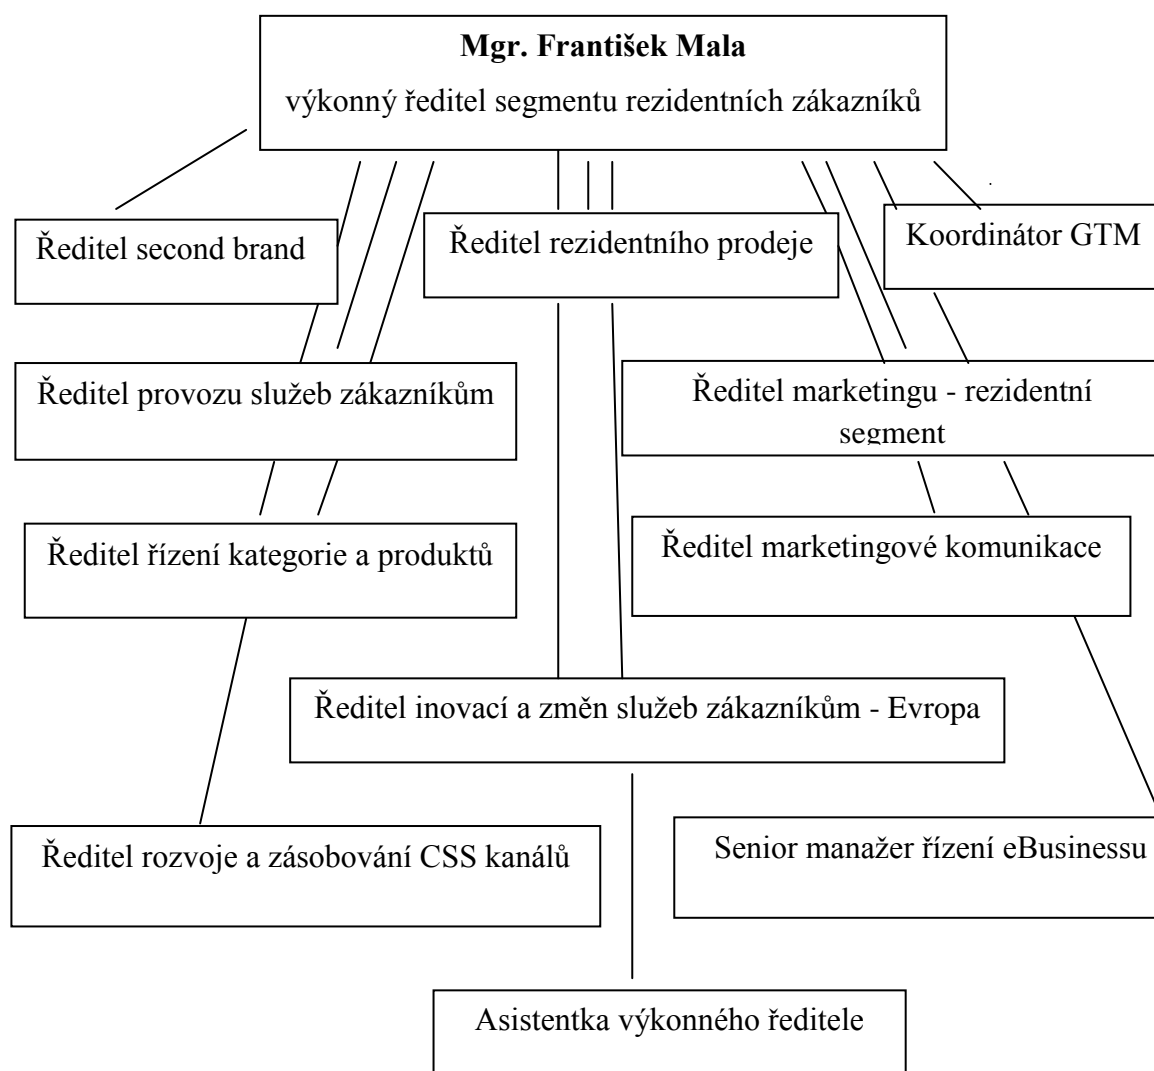 Mgr. František Mala
výkonný ředitel segmentu rezidentních zákazníků
Ředitel second brand
Ředitel rezidentního prodeje
Koordinátor GTM
Ředitel provozu služeb zákazníkům
Ředitel marketingu - rezidentní
segment
Ředitel řízení kategorie a produktů
Ředitel marketingové komunikace
Ředitel inovací a změn služeb zákazníkům - Evropa
Ředitel rozvoje a zásobování CSS kanálů
Senior manažer řízení eBusinessu
Asistentka výkonného ředitele